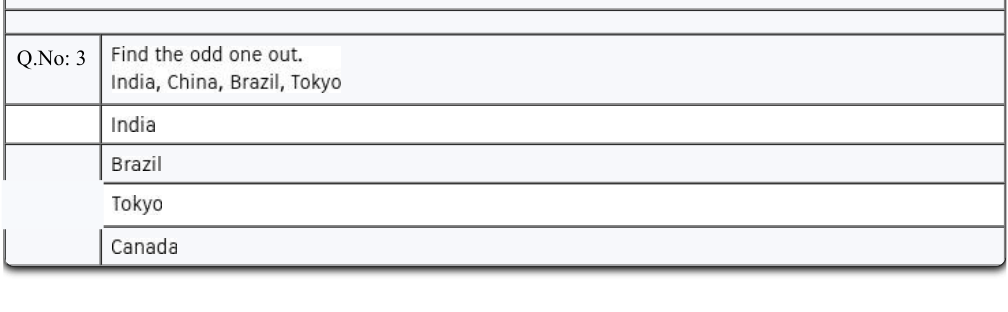 Q.No: 3
Find the odd one out.
India, China, Brazil, Tokyo
India
Brazil
Tokyo
Canada